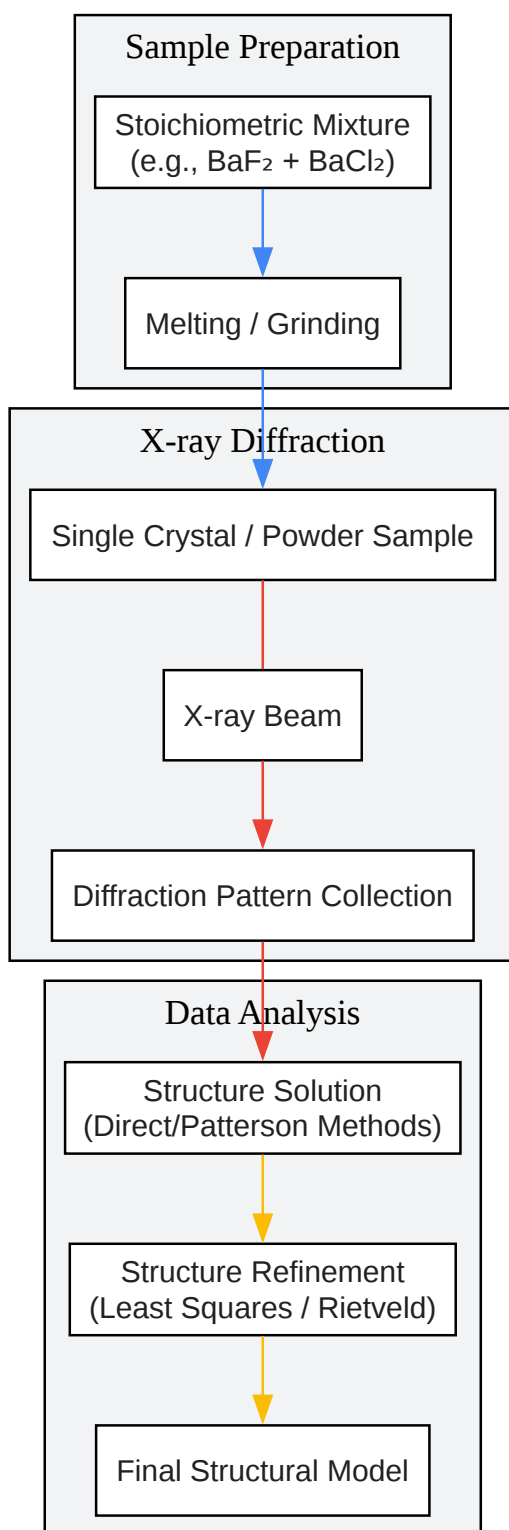 Sample Preparation
Stoichiometric Mixture
(e.g., BaF₂ + BaCl₂)
Melting / Grinding
X-ray Diffraction
Single Crystal / Powder Sample
X-ray Beam
Diffraction Pattern Collection
Data Analysis
Structure Solution
(Direct/Patterson Methods)
Structure Refinement
(Least Squares / Rietveld)
Final Structural Model